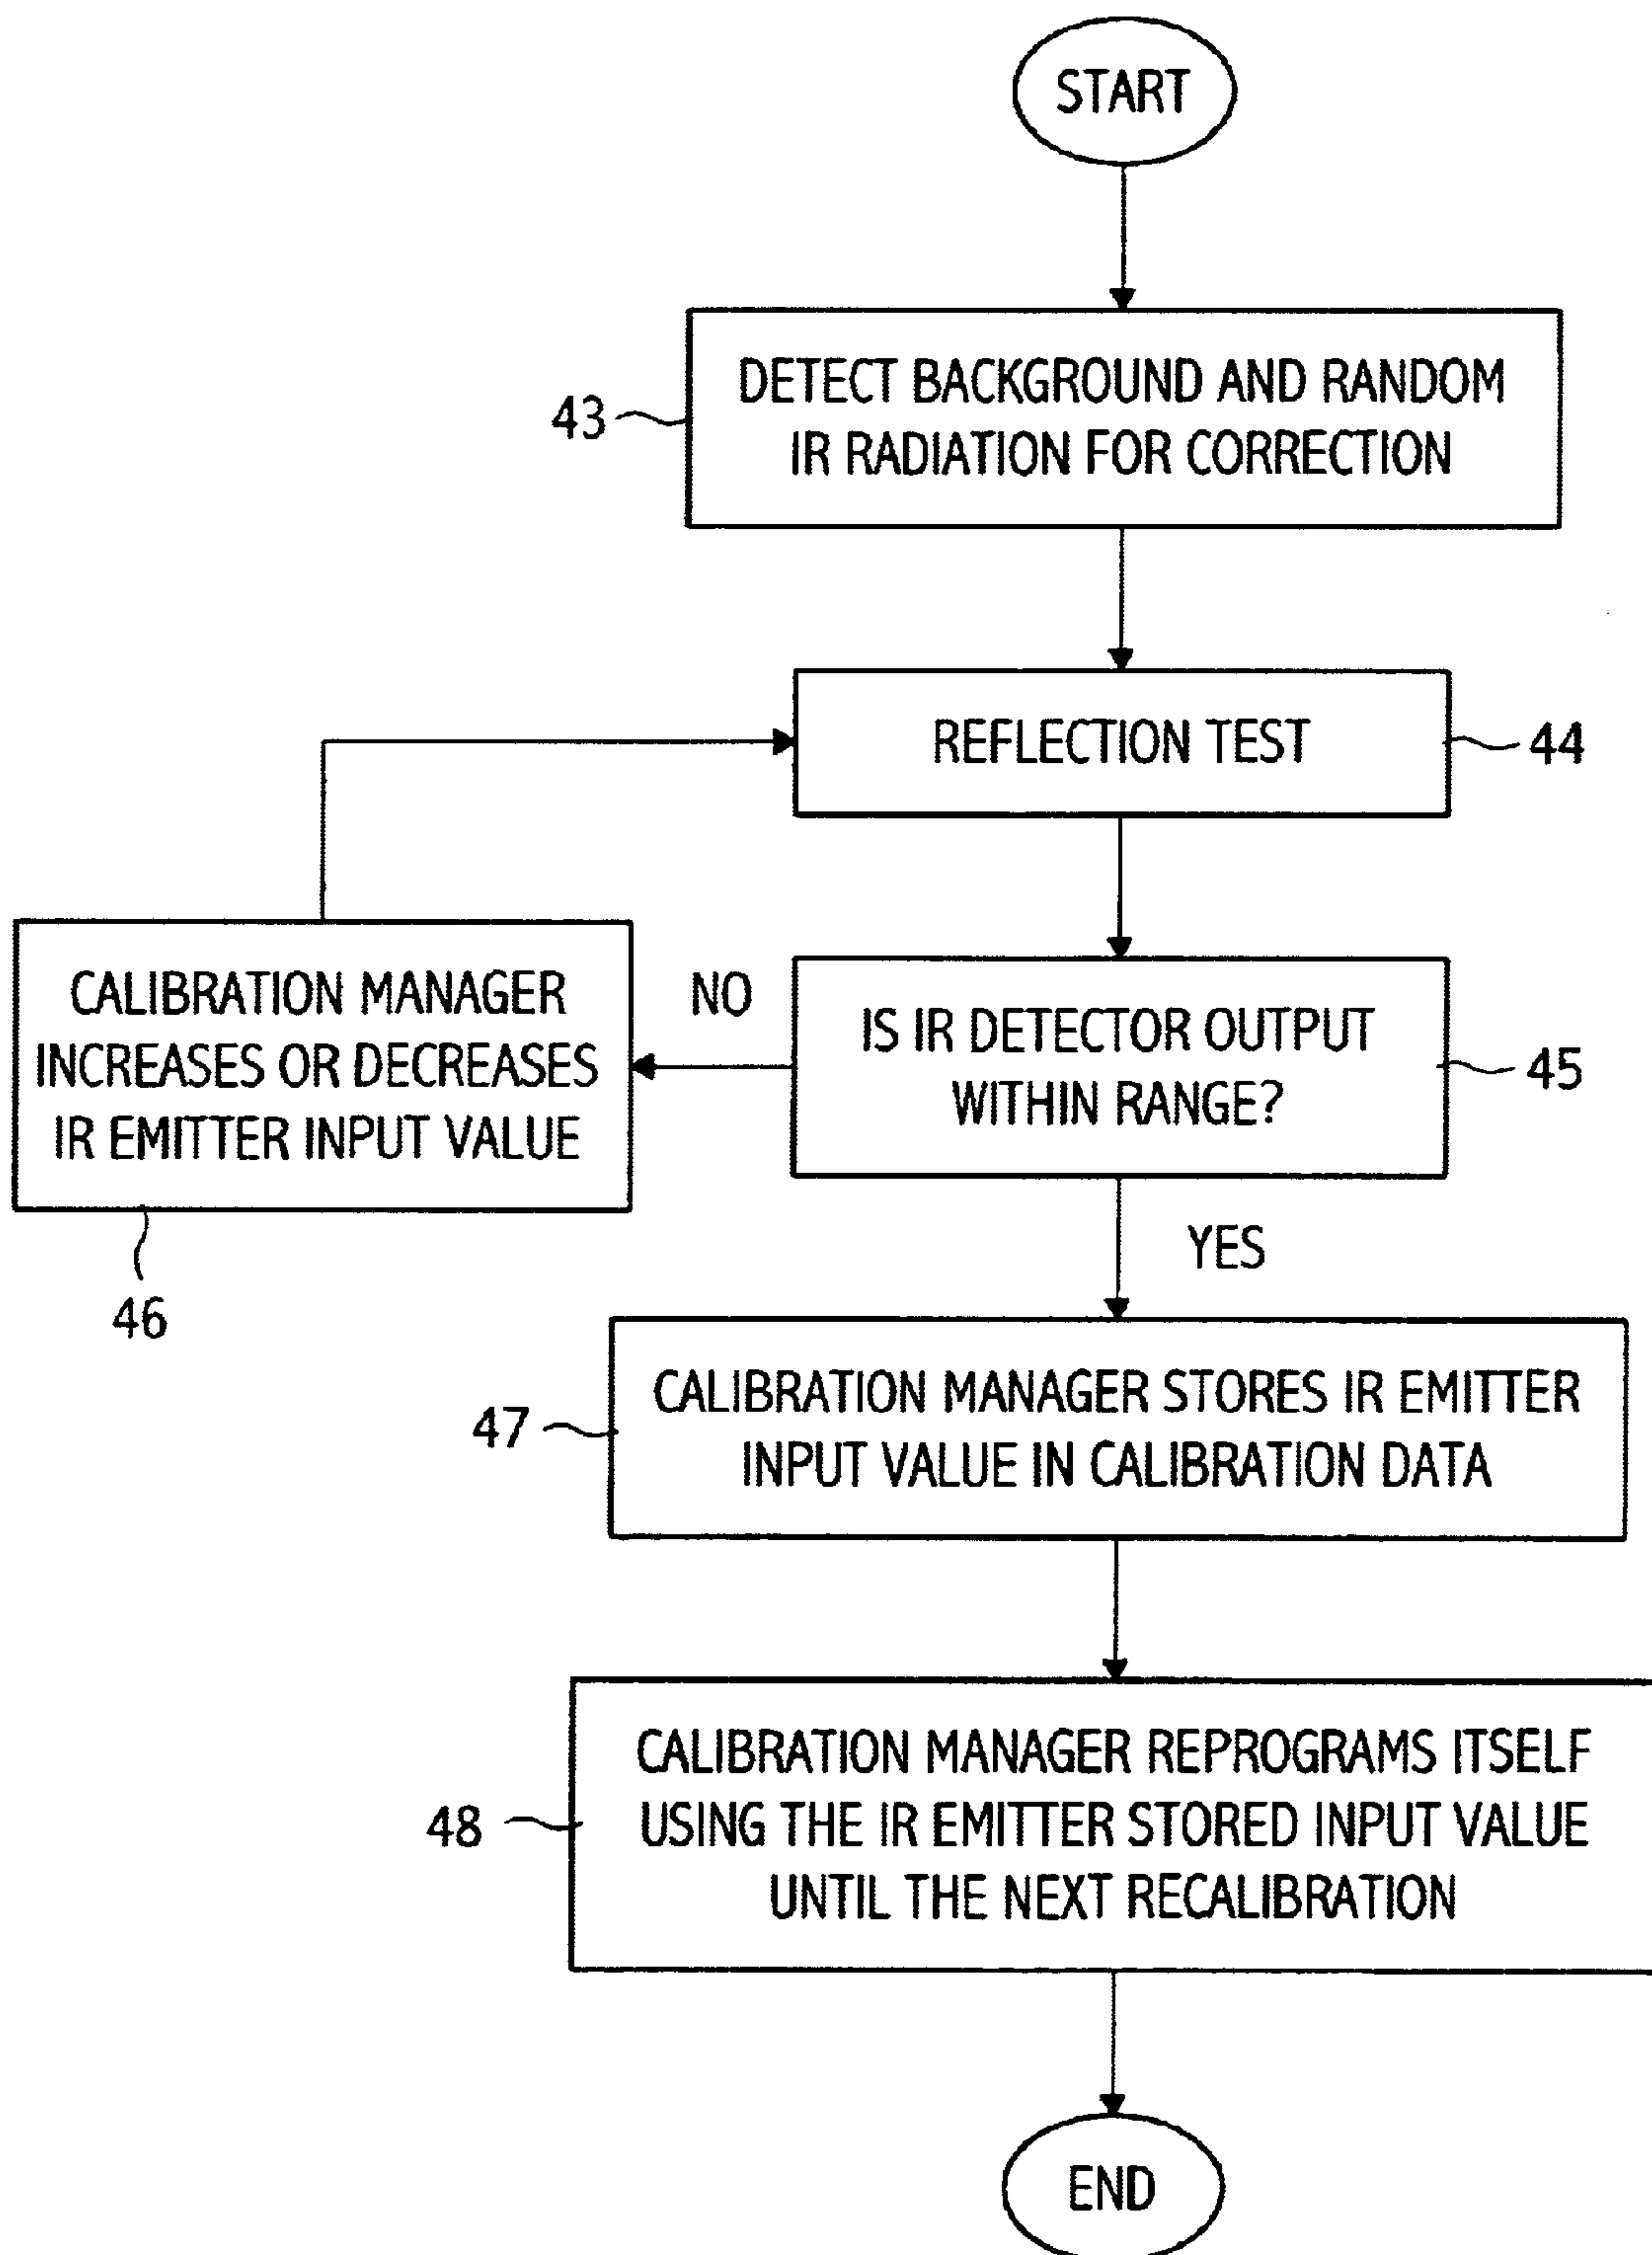 START
DETECT BACKGROUND AND RANDOM
IR RADIATION FOR CORRECTION
43
REFLECTION TEST
44
IS IR DETECTOR OUTPUT
WITHIN RANGE?
45
NO
CALIBRATION MANAGER
INCREASES OR DECREASES
IR EMITTER INPUT VALUE
46
YES
CALIBRATION MANAGER STORES IR EMITTER
INPUT VALUE IN CALIBRATION DATA
47
CALIBRATION MANAGER REPROGRAMS ITSELF
USING THE IR EMITTER STORED INPUT VALUE
UNTIL THE NEXT RECALIBRATION
48
END